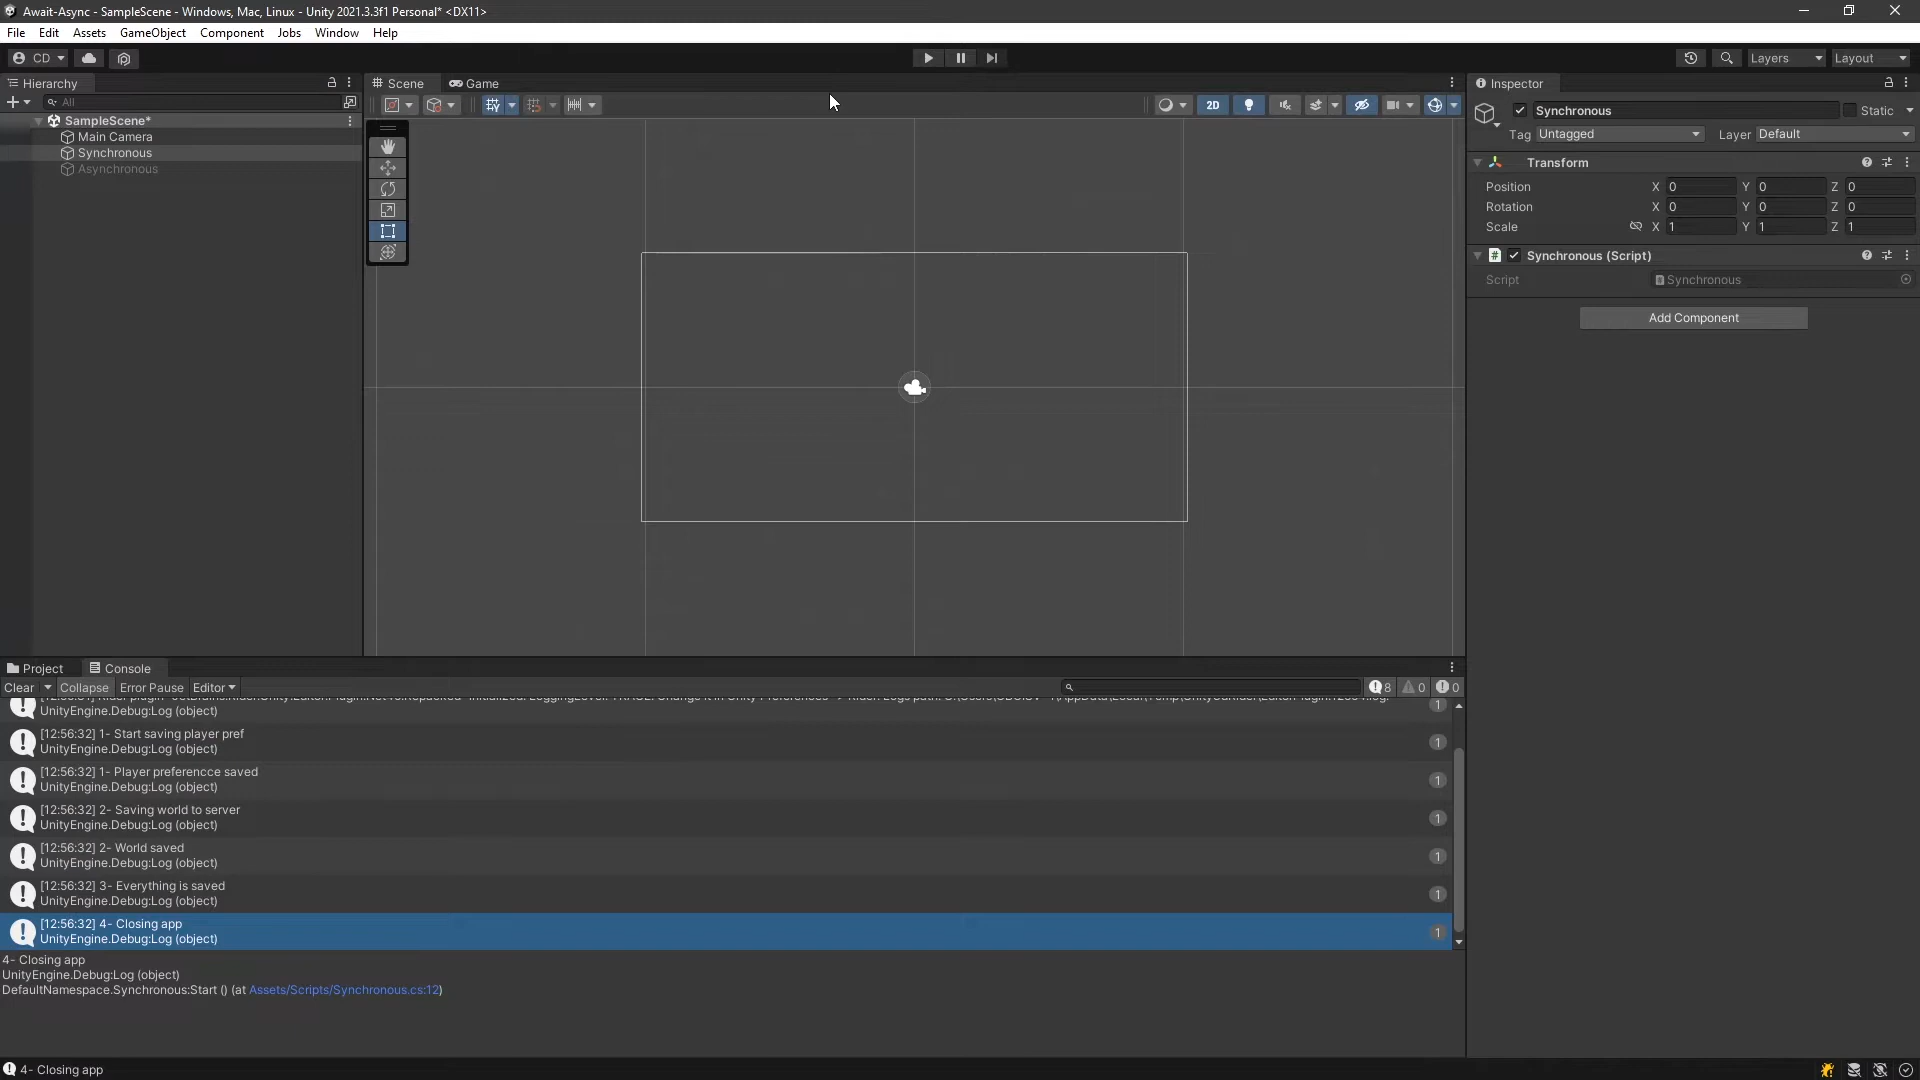 Await-Async - SampleScene - Windows, Mac, Linux - Unity 2021.3.3f1 Personal* <DX11>
File Edit Assets GameObject Component Jobs Window Help
CD Layers Layout
Hierarchy Scene Game Inspector
All
SampleScene*
Main Camera
Synchronous
Asynchronous
2D
Synchronous Static
Tag Untagged Layer Default
Transform
Position X 0 Y 0 Z 0
Rotation X 0 Y 0 Z 0
Scale X 1 Y 1 Z 1
Synchronous (Script)
Script Synchronous
Add Component
Project Console
Clear Collapse Error Pause Editor 8 0 0
UnityEngine.Debug:Log (object) 1
[12:56:32] 1- Start saving player pref
UnityEngine.Debug:Log (object) 1
[12:56:32] 1- Player preferencce saved
UnityEngine.Debug:Log (object) 1
[12:56:32] 2- Saving world to server
UnityEngine.Debug:Log (object) 1
[12:56:32] 2- World saved
UnityEngine.Debug:Log (object) 1
[12:56:32] 3- Everything is saved
UnityEngine.Debug:Log (object) 1
[12:56:32] 4- Closing app
UnityEngine.Debug:Log (object) 1
4- Closing app
UnityEngine.Debug:Log (object)
DefaultNamespace.Synchronous:Start () (at Assets/Scripts/Synchronous.cs:12)
4- Closing app